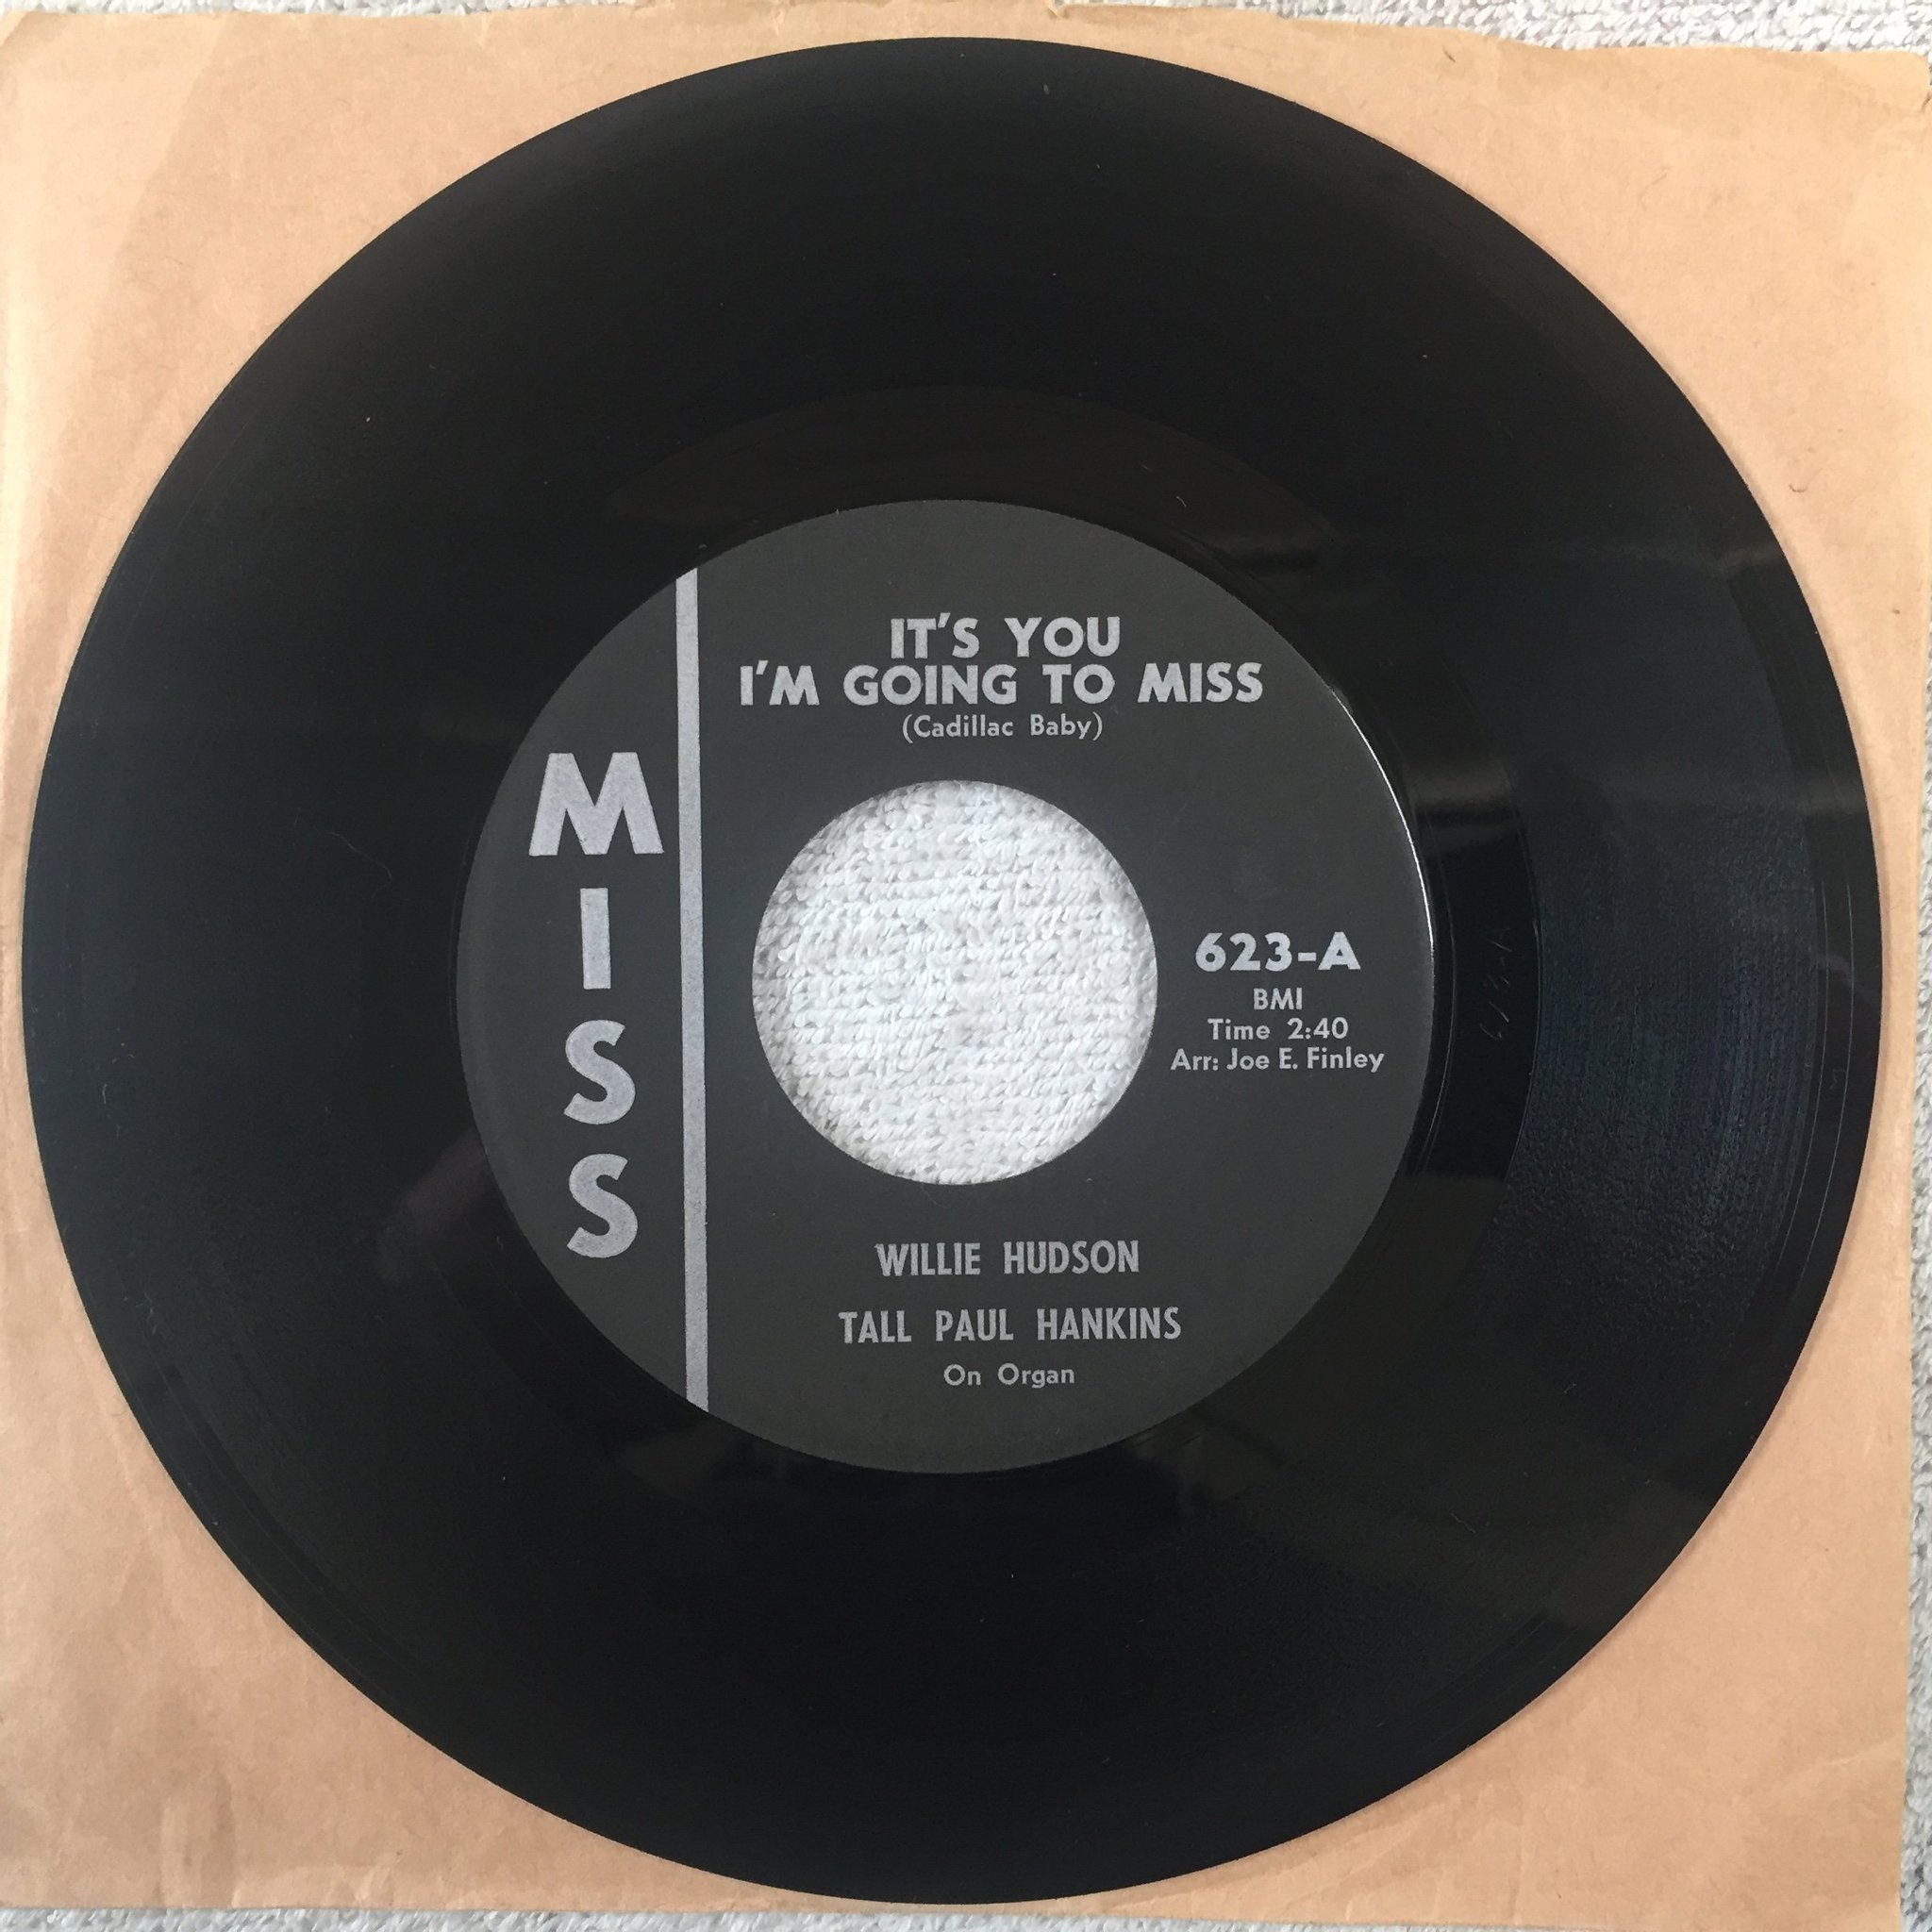 IT'S YOU
I'M GOING TO MISS
(Cadillac Baby)
MISS
623-A
BMI
Time 2:40
Arr: Joe E. Finley
WILLIE HUDSON
TALL PAUL HANKINS
On Organ